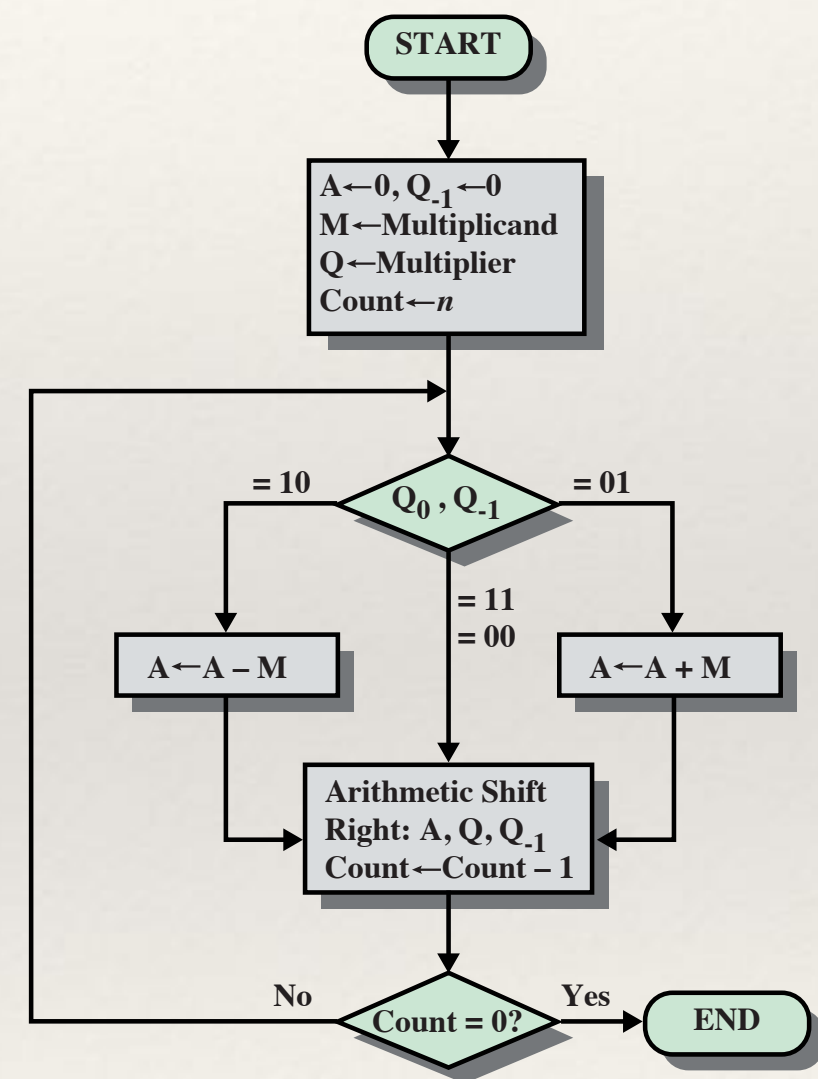 START
A←0, Q₋₁←0
M←Multiplicand
Q←Multiplier
Count←n
= 10
Q₀ , Q₋₁
= 01
= 11
= 00
A←A – M
A←A + M
Arithmetic Shift
Right: A, Q, Q₋₁
Count←Count – 1
No
Count = 0?
Yes
END